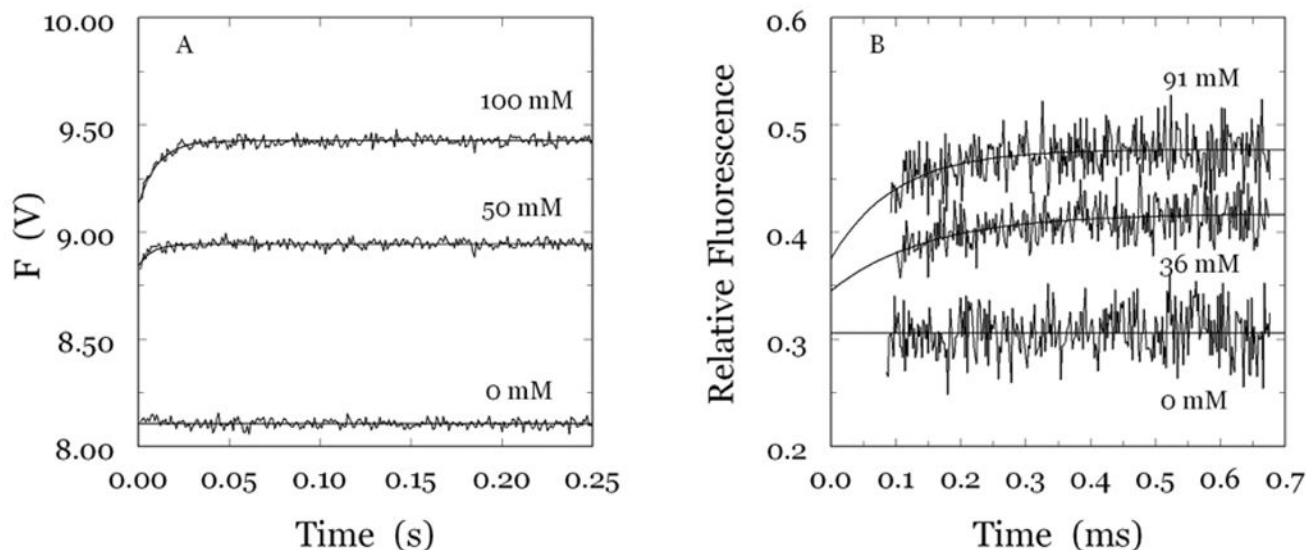 A
10.00
9.50
9.00
8.50
8.00
F (V)
100 mM
50 mM
0 mM
0.00 0.05 0.10 0.15 0.20 0.25
Time (s)
B
0.6
0.5
0.4
0.3
0.2
Relative Fluorescence
91 mM
36 mM
0 mM
0.0 0.1 0.2 0.3 0.4 0.5 0.6 0.7
Time (ms)